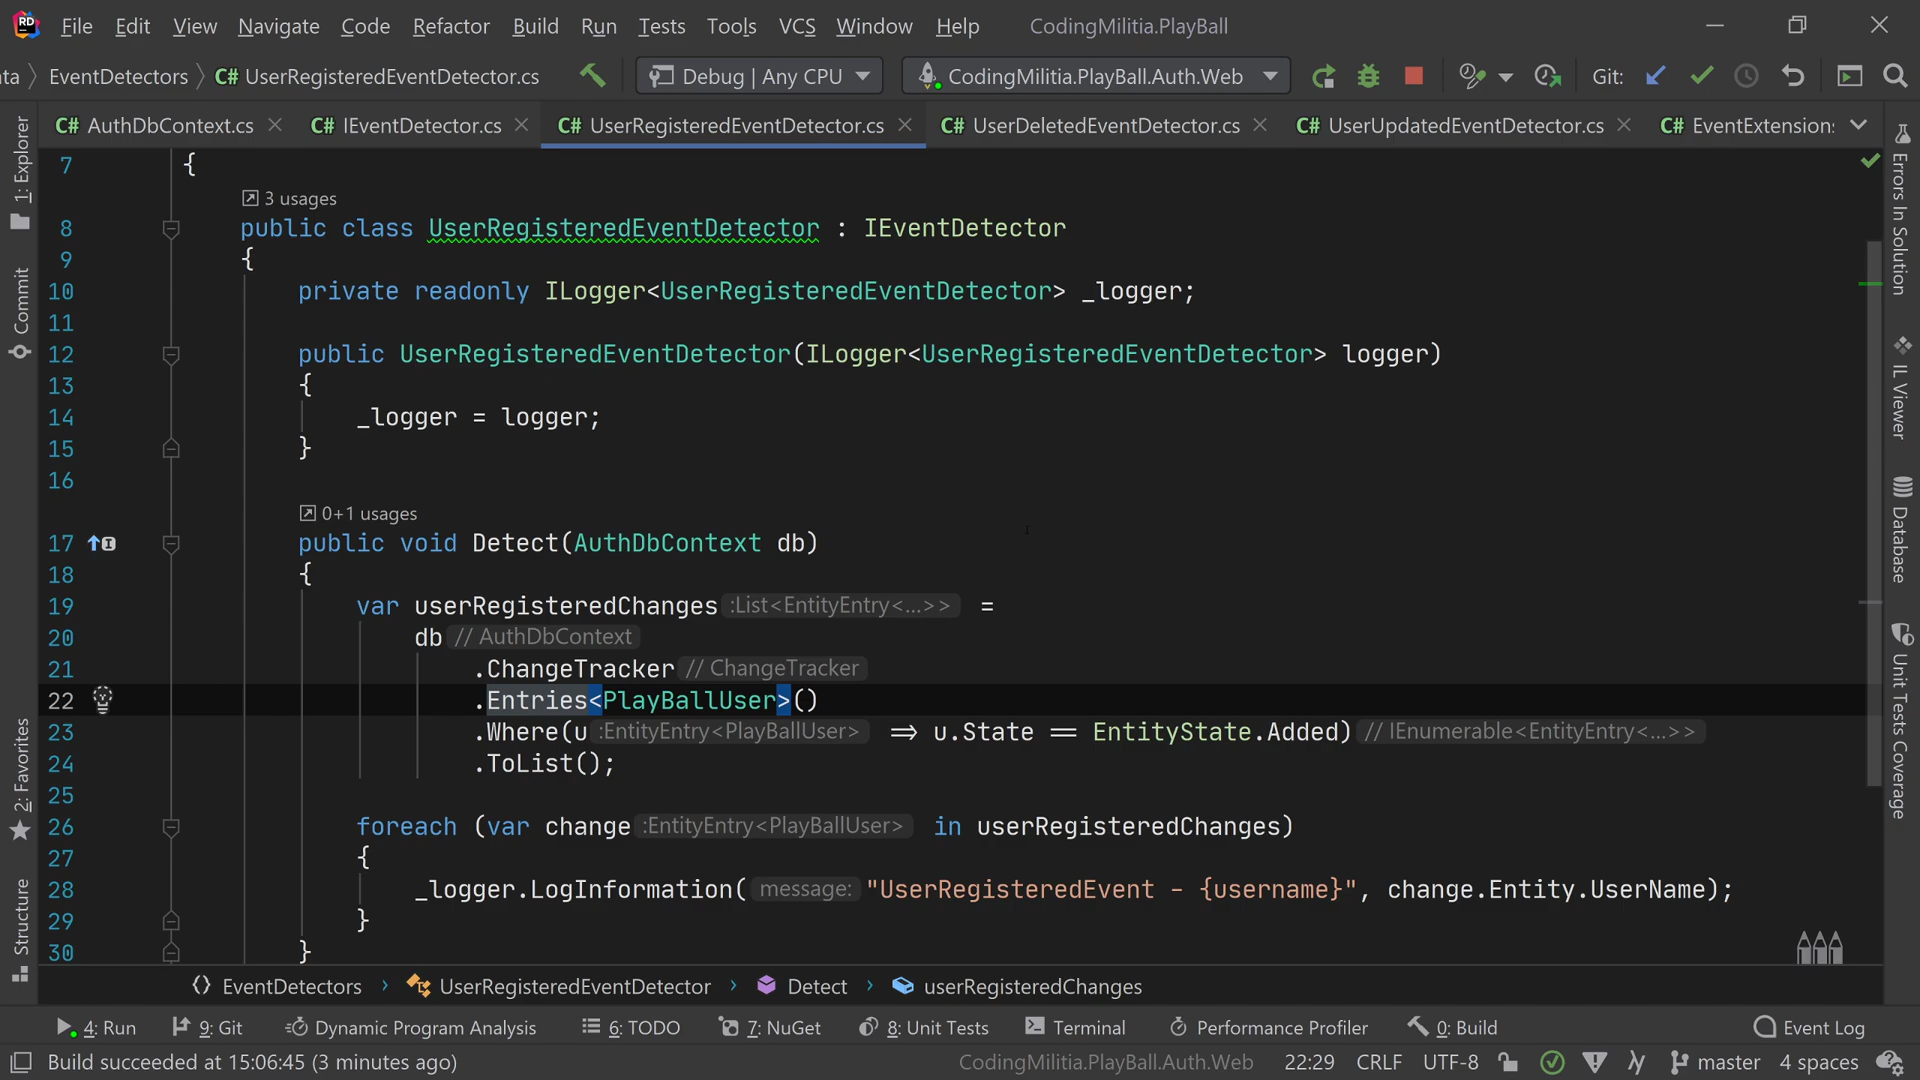 RD File Edit View Navigate Code Refactor Build Run Tests Tools VCS Window Help CodingMilitia.PlayBall
ta EventDetectors C# UserRegisteredEventDetector.cs Debug | Any CPU CodingMilitia.PlayBall.Auth.Web Git:
C# AuthDbContext.cs C# IEventDetector.cs C# UserRegisteredEventDetector.cs C# UserDeletedEventDetector.cs C# UserUpdatedEventDetector.cs C# EventExtensions
7 {
3 usages
8 public class UserRegisteredEventDetector : IEventDetector
9 {
10 private readonly ILogger<UserRegisteredEventDetector> _logger;
11
12 public UserRegisteredEventDetector(ILogger<UserRegisteredEventDetector> logger)
13 {
14 _logger = logger;
15 }
16
0+1 usages
17 public void Detect(AuthDbContext db)
18 {
19 var userRegisteredChanges :List<EntityEntry<...>> =
20 db // AuthDbContext
21 .ChangeTracker // ChangeTracker
22 .Entries<PlayBallUser>()
23 .Where(u :EntityEntry<PlayBallUser> => u.State == EntityState.Added) // IEnumerable<EntityEntry<...>>
24 .ToList();
25
26 foreach (var change :EntityEntry<PlayBallUser> in userRegisteredChanges)
27 {
28 _logger.LogInformation( message: "UserRegisteredEvent - {username}", change.Entity.UserName);
29 }
30 }
1: Explorer
Commit
2: Favorites
Structure
Errors In Solution
IL Viewer
Database
Unit Tests Coverage
EventDetectors › UserRegisteredEventDetector › Detect › userRegisteredChanges
4: Run 9: Git Dynamic Program Analysis 6: TODO 7: NuGet 8: Unit Tests Terminal Performance Profiler 0: Build Event Log
Build succeeded at 15:06:45 (3 minutes ago) CodingMilitia.PlayBall.Auth.Web 22:29 CRLF UTF-8 master 4 spaces